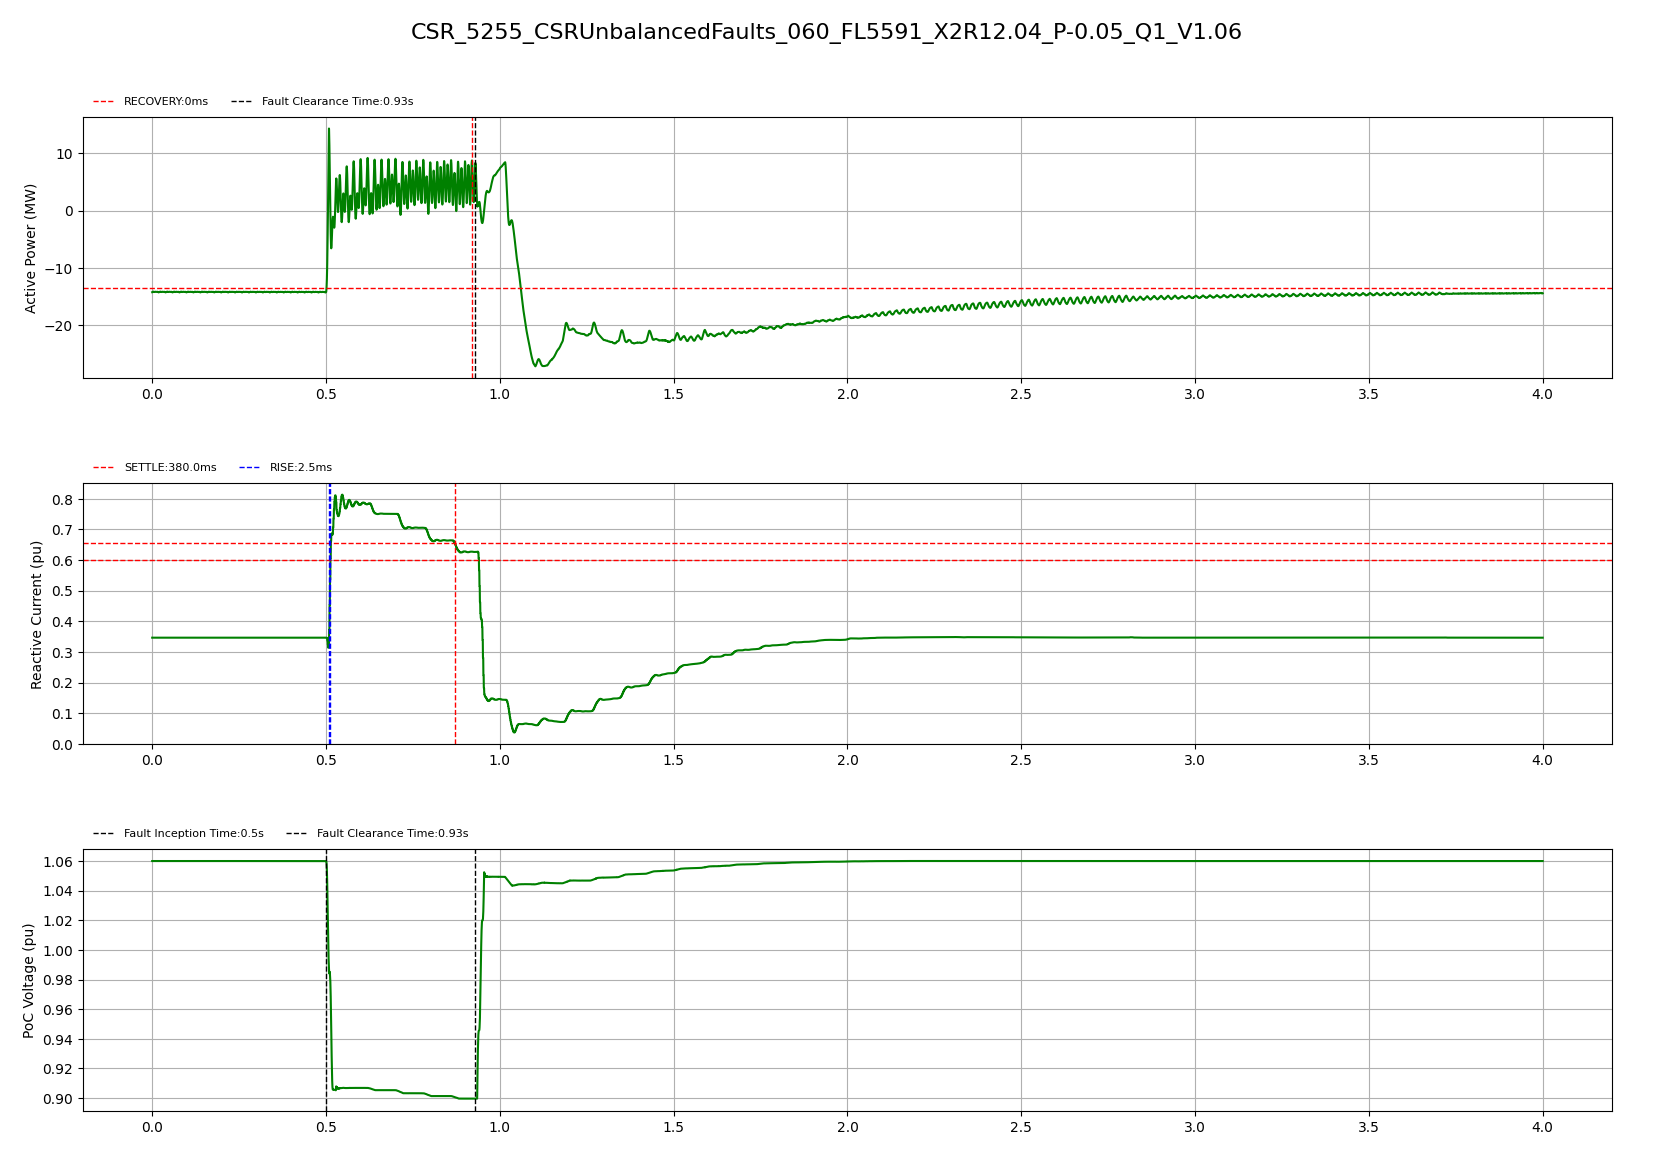 CSR_5255_CSRUnbalancedFaults_060_FL5591_X2R12.04_P-0.05_Q1_V1.06
RECOVERY:0ms Fault Clearance Time:0.93s
Active Power (MW)
10
0
−10
−20
0.0 0.5 1.0 1.5 2.0 2.5 3.0 3.5 4.0
SETTLE:380.0ms RISE:2.5ms
Reactive Current (pu)
0.8
0.7
0.6
0.5
0.4
0.3
0.2
0.1
0.0
0.0 0.5 1.0 1.5 2.0 2.5 3.0 3.5 4.0
Fault Inception Time:0.5s Fault Clearance Time:0.93s
PoC Voltage (pu)
1.06
1.04
1.02
1.00
0.98
0.96
0.94
0.92
0.90
0.0 0.5 1.0 1.5 2.0 2.5 3.0 3.5 4.0